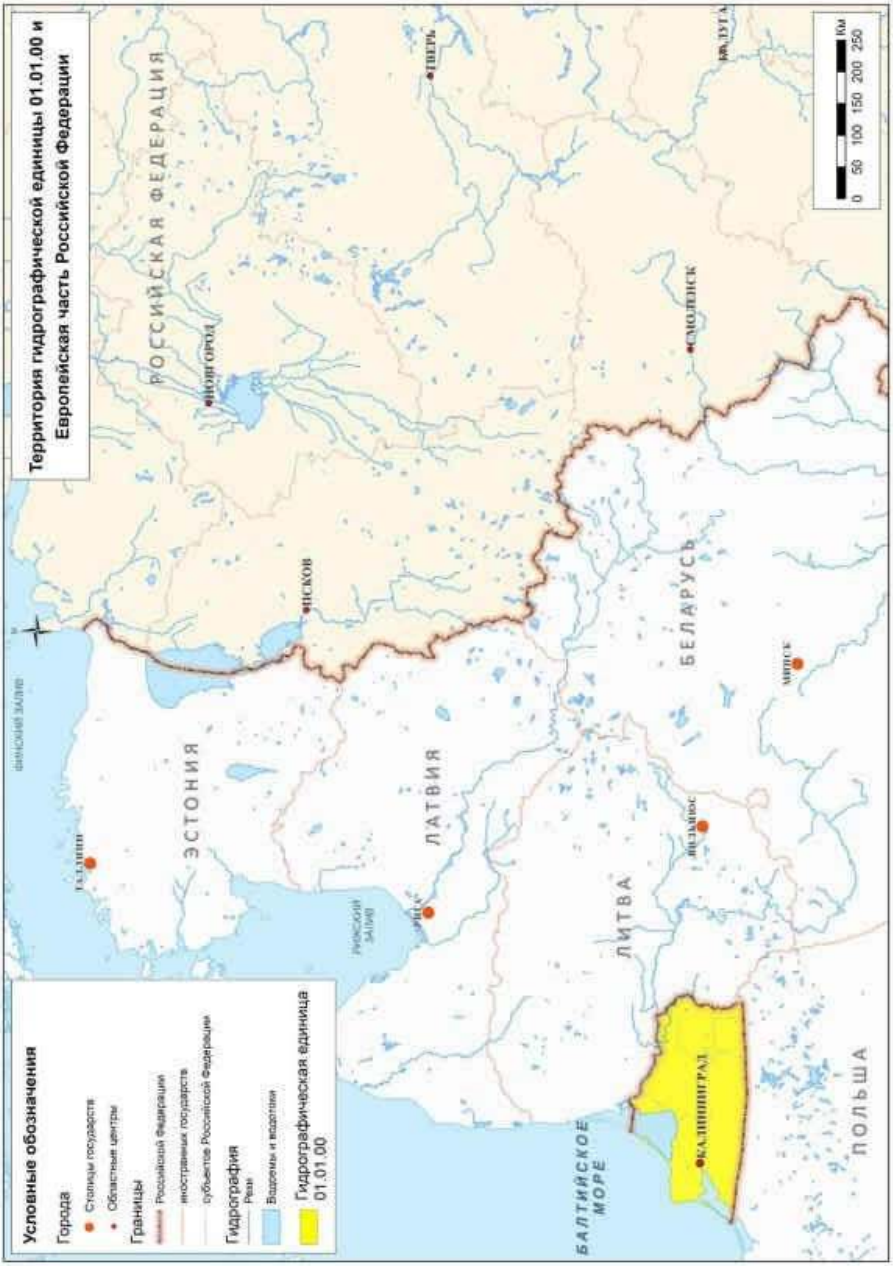 Территория гидрографической единицы 01.01.00 и
Европейская часть Российской Федерации
Условные обозначения
Города
Столицы государств
Областные центры
Границы
Российской Федерации
иностранных государств
субъектов Российской Федерации
Гидрография
Реки
Водоемы и водотоки
Гидрографическая единица
01.01.00
ФИНСКИЙ ЗАЛИВ
ТАЛЛИНН
ЭСТОНИЯ
РИЖСКИЙ
ЗАЛИВ
РИГА
ЛАТВИЯ
ПСКОВ
НОВГОРОД
РОССИЙСКАЯ ФЕДЕРАЦИЯ
ТВЕРЬ
БАЛТИЙСКОЕ
МОРЕ
ЛИТВА
ВИЛЬНЮС
КАЛИНИНГРАД
БЕЛАРУСЬ
МИНСК
СМОЛЕНСК
КАЛУГА
ПОЛЬША
0 50 100 150 200 250
Км